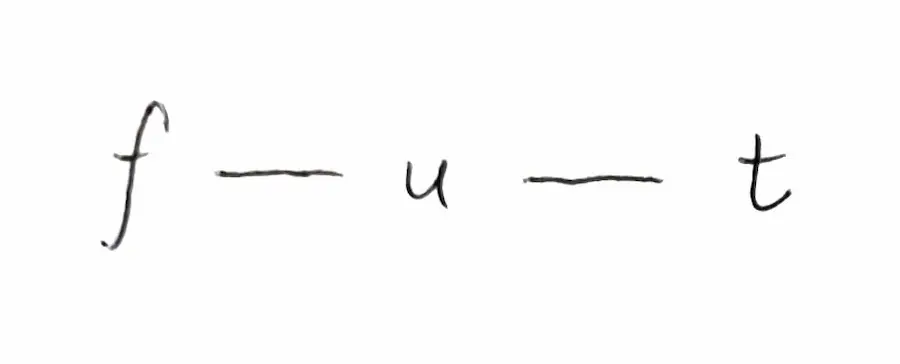 f — u — t